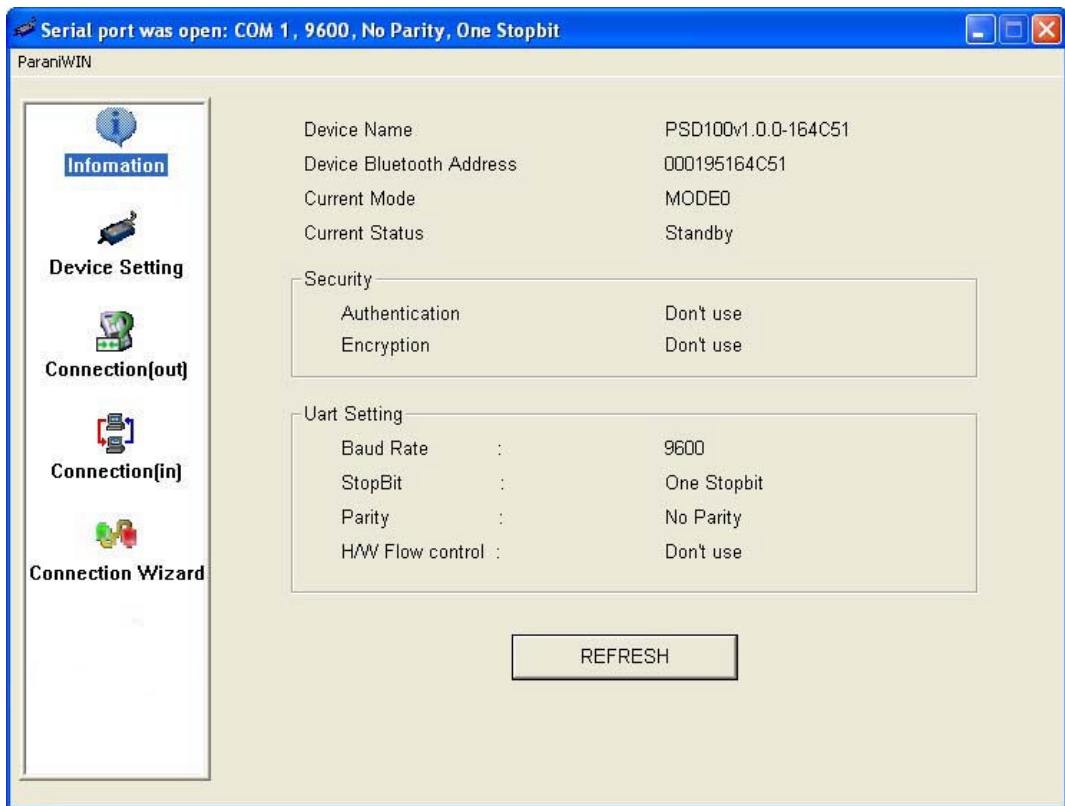 Serial port was open: COM 1, 9600, No Parity, One Stopbit
ParaniWIN
Infomation
Device Setting
Connection(out)
Connection(in)
Connection Wizard
Device Name PSD100v1.0.0-164C51
Device Bluetooth Address 000195164C51
Current Mode MODE0
Current Status Standby
Security
Authentication Don't use
Encryption Don't use
Uart Setting
Baud Rate : 9600
StopBit : One Stopbit
Parity : No Parity
H/W Flow control : Don't use
REFRESH